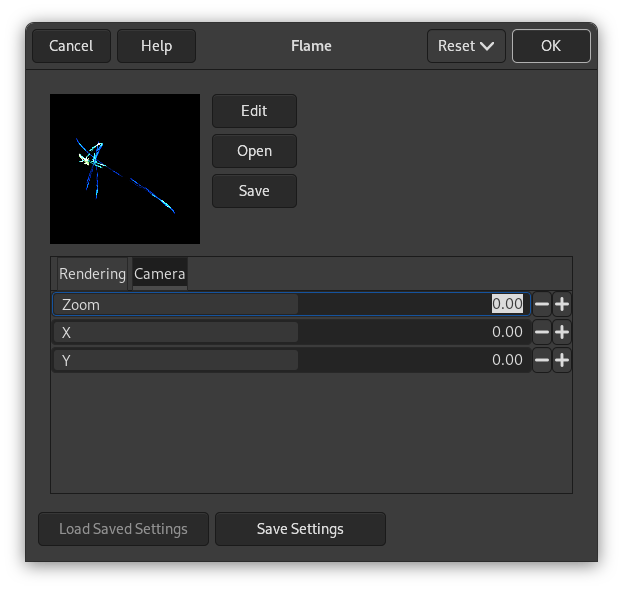 Cancel Help Flame Reset OK
Edit
Open
Save
Rendering Camera
Zoom 0.00
X 0.00
Y 0.00
Load Saved Settings Save Settings